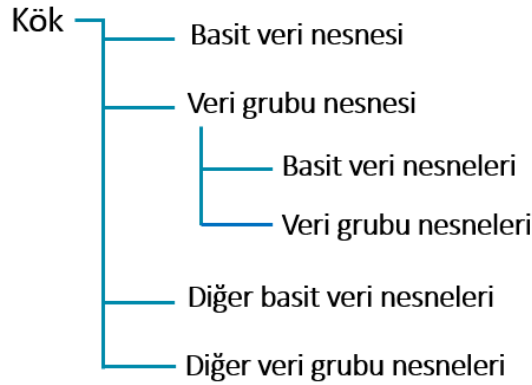 Kök
Basit veri nesnesi
Veri grubu nesnesi
Basit veri nesneleri
Veri grubu nesneleri
Diğer basit veri nesneleri
Diğer veri grubu nesneleri